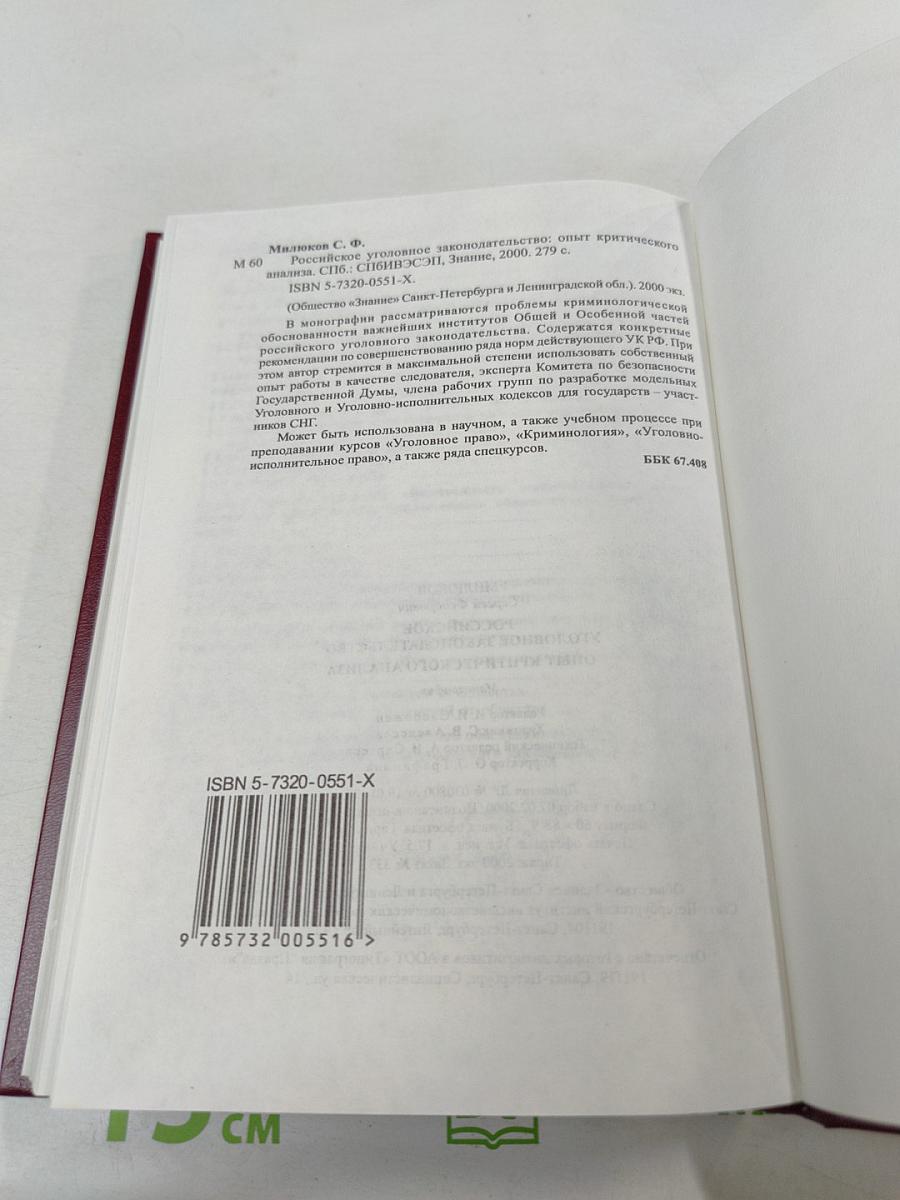 Милюков С. Ф.
М 60 Российское уголовное законодательство: опыт критического
анализа. СПб.: СПбИВЭСЭП, Знание, 2000. 279 с.
ISBN 5-7320-0551-X.
(Общество «Знание» Санкт-Петербурга и Ленинградской обл.). 2000 экз.
В монографии рассматриваются проблемы криминологической
обоснованности важнейших институтов Общей и Особенной частей
российского уголовного законодательства. Содержатся конкретные
рекомендации по совершенствованию ряда норм действующего УК РФ. При
этом автор стремится в максимальной степени использовать собственный
опыт работы в качестве следователя, эксперта Комитета по безопасности
Государственной Думы, члена рабочих групп по разработке модельных
Уголовного и Уголовно-исполнительных кодексов для государств – участ-
ников СНГ.
Может быть использована в научном, а также учебном процессе при
преподавании курсов «Уголовное право», «Криминология», «Уголовно-
исполнительное право», а также ряда спецкурсов.
ББК 67.408
ISBN 5-7320-0551-X
9 785732 005516 >
15 см